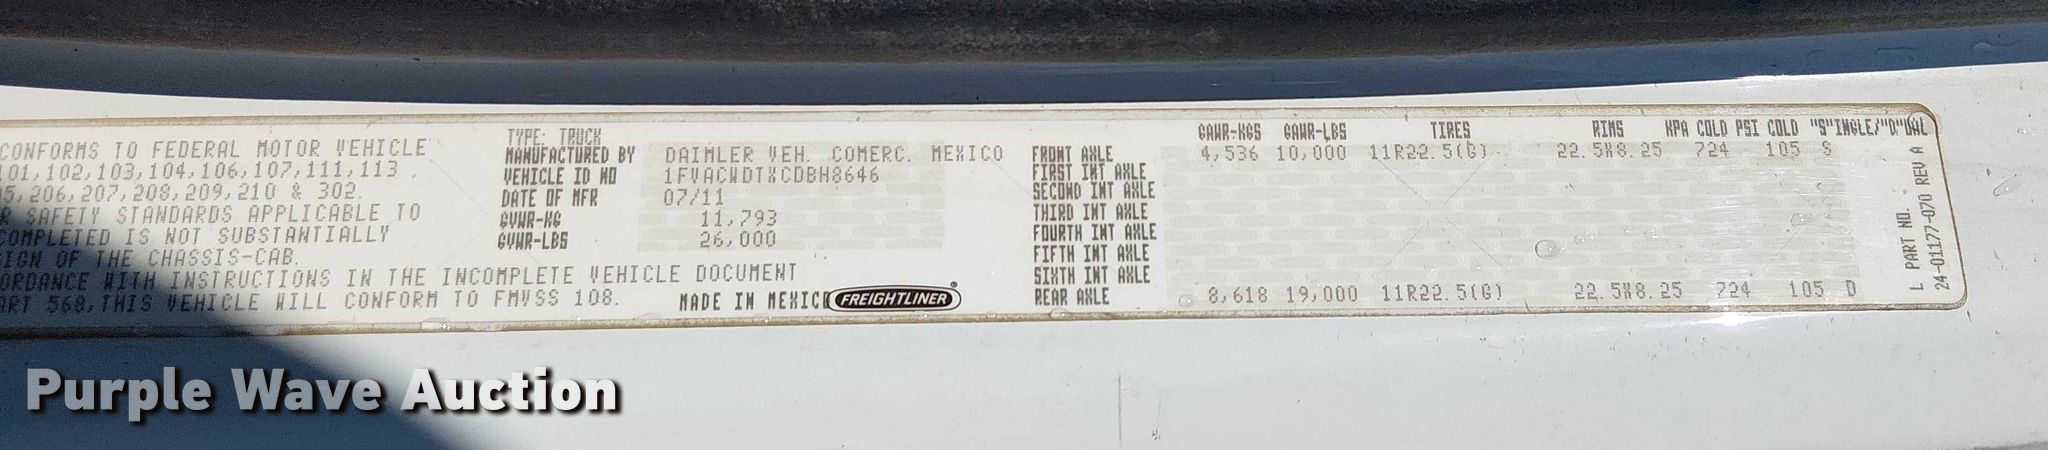 CONFORMS TO FEDERAL MOTOR VEHICLE
101,102,103,104,106,107,111,113,
05,206,207,208,209,210 & 302.
R SAFETY STANDARDS APPLICABLE TO
COMPLETED IS NOT SUBSTANTIALLY
SIGN OF THE CHASSIS-CAB.
ORDANCE WITH INSTRUCTIONS IN THE INCOMPLETE VEHICLE DOCUMENT
ART 568,THIS VEHICLE WILL CONFORM TO FMVSS 108.
TYPE: TRUCK
MANUFACTURED BY DAIMLER VEH. COMERC. MEXICO
VEHICLE ID NO 1FVACWDTXCDBH8646
DATE OF MFR 07/11
GVWR-KG 11,793
GVWR-LBS 26,000
MADE IN MEXICO FREIGHTLINER
GAWR-KGS GAWR-LBS TIRES RIMS KPA COLD PSI COLD "S"INGLE/"D"UAL
FRONT AXLE 4,536 10,000 11R22.5(G) 22.5X8.25 724 105 S
FIRST INT AXLE
SECOND INT AXLE
THIRD INT AXLE
FOURTH INT AXLE
FIFTH INT AXLE
SIXTH INT AXLE
REAR AXLE 8,618 19,000 11R22.5(G) 22.5X8.25 724 105 D
L PART NO.
24-01177-070 REV A
Purple Wave Auction